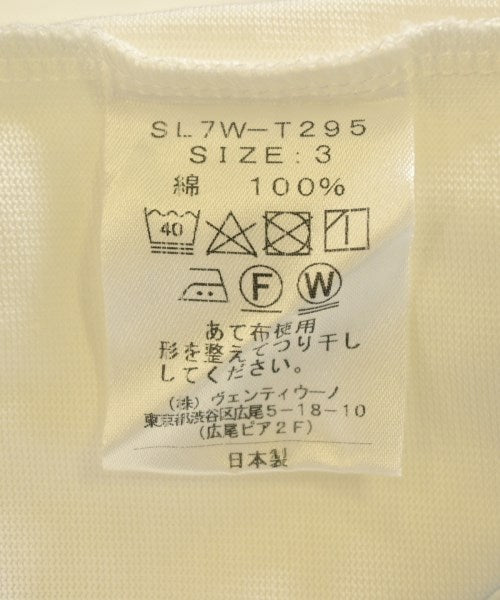 SL7W-T295
SIZE:3
綿 100%
40
F W
あて布使用
形を整えてつり干し
してください。
(株)ヴェンティウーノ
東京都渋谷区広尾5-18-10
(広尾ピア2F)
日本製